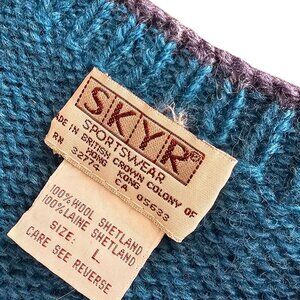 SKYR®
SPORTSWEAR
MADE IN BRITISH CROWN COLONY OF
HONG KONG
RN 32772 CA 05633
100% WOOL SHETLAND
100% LAINE SHETLAND
SIZE: L
CARE SEE REVERSE